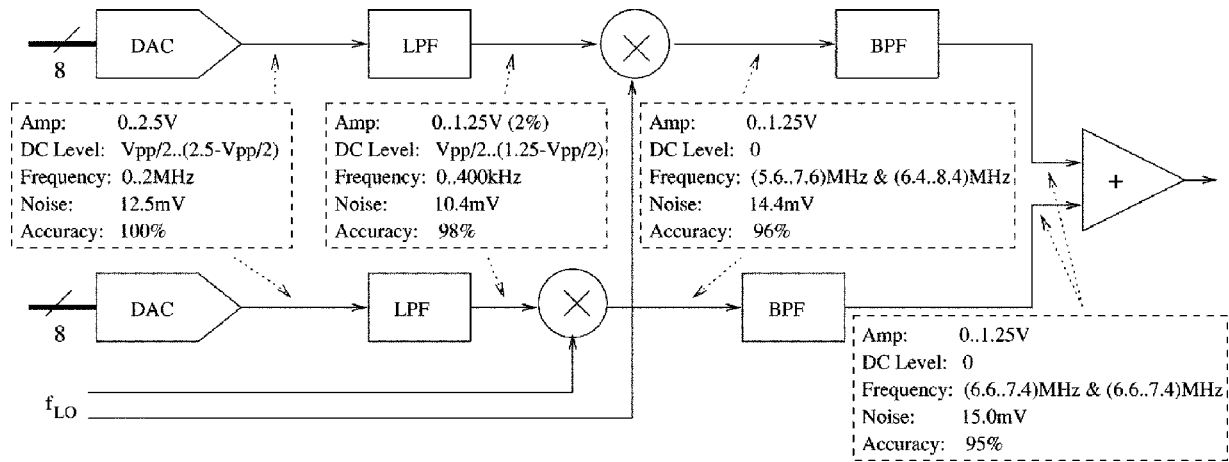 DAC
LPF
BPF
8
Amp: 0..2.5V
DC Level: Vpp/2..(2.5-Vpp/2)
Frequency: 0..2MHz
Noise: 12.5mV
Accuracy: 100%
Amp: 0..1.25V (2%)
DC Level: Vpp/2..(1.25-Vpp/2)
Frequency: 0..400kHz
Noise: 10.4mV
Accuracy: 98%
Amp: 0..1.25V
DC Level: 0
Frequency: (5.6..7.6)MHz & (6.4..8.4)MHz
Noise: 14.4mV
Accuracy: 96%
+
DAC
LPF
BPF
8
Amp: 0..1.25V
DC Level: 0
Frequency: (6.6..7.4)MHz & (6.6..7.4)MHz
Noise: 15.0mV
Accuracy: 95%
fLO